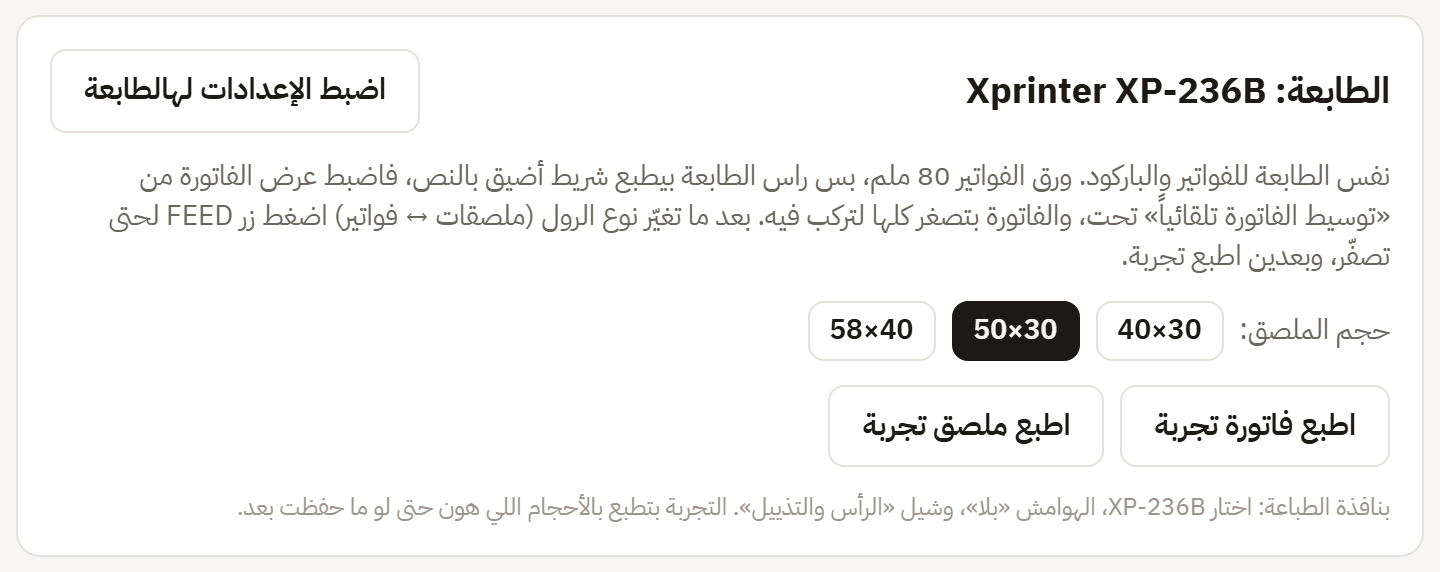 الطابعة: Xprinter XP-236B
اضبط الإعدادات لهالطابعة
نفس الطابعة للفواتير والباركود. ورق الفواتير 80 ملم، بس راس الطابعة بيطبع شريط أضيق بالنص، فاضبط عرض الفاتورة من
«توسيط الفاتورة تلقائياً» تحت، والفاتورة بتصغر كلها لتركب فيه. بعد ما تغيّر نوع الرول (ملصقات ↔ فواتير) اضغط زر FEED لحتى
تصفّر، وبعدين اطبع تجربة.
حجم الملصق: 40×30 50×30 58×40
اطبع فاتورة تجربة اطبع ملصق تجربة
بنافذة الطباعة: اختار XP-236B، الهوامش «بلا»، وشيل «الرأس والتذييل». التجربة بتطبع بالأحجام اللي هون حتى لو ما حفظت بعد.